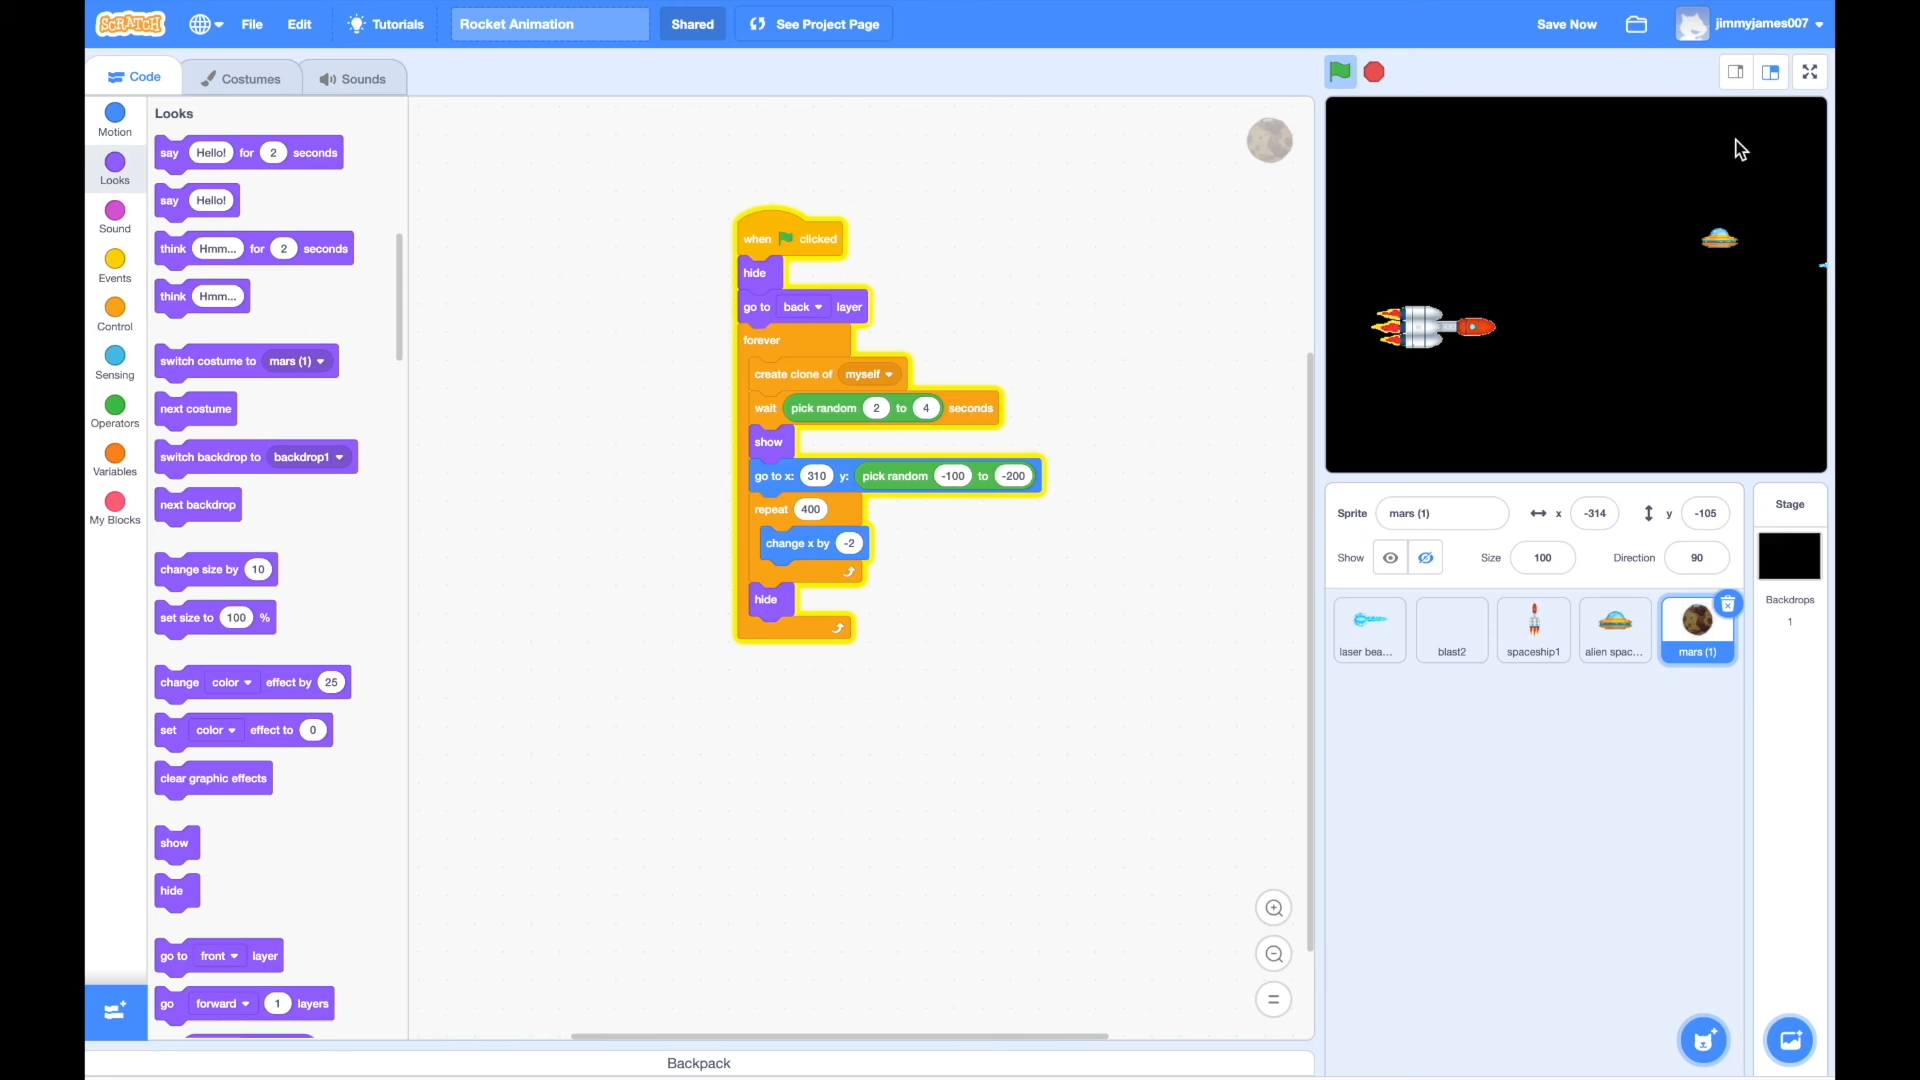 SCRATCH File Edit Tutorials Rocket Animation Shared See Project Page Save Now jimmyjames007
Code Costumes Sounds
Motion
Looks
Sound
Events
Control
Sensing
Operators
Variables
My Blocks
Looks
say Hello! for 2 seconds
say Hello!
think Hmm... for 2 seconds
think Hmm...
switch costume to mars (1)
next costume
switch backdrop to backdrop1
next backdrop
change size by 10
set size to 100 %
change color effect by 25
set color effect to 0
clear graphic effects
show
hide
go to front layer
go forward 1 layers
when clicked
hide
go to back layer
forever
create clone of myself
wait pick random 2 to 4 seconds
show
go to x: 310 y: pick random -100 to -200
repeat 400
change x by -2
hide
Sprite mars (1) x -314 y -105
Show Size 100 Direction 90
laser bea...
blast2
spaceship1
alien spac...
mars (1)
Stage
Backdrops
1
Backpack